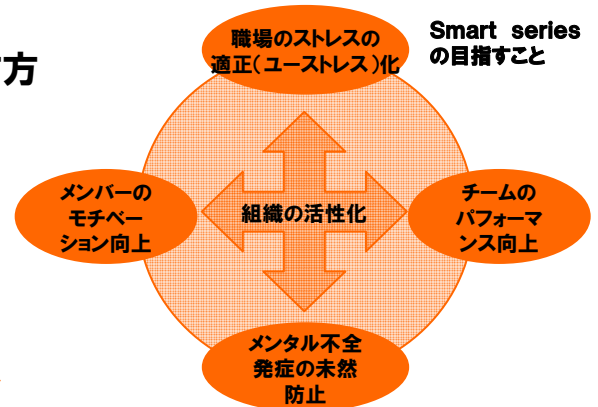 方
Smart series
の目指すこと
職場のストレスの
適正(ユーストレス)化
メンバーの
モチベー
ション向上
組織の活性化
チームの
パフォーマ
ンス向上
メンタル不全
発症の未然
防止